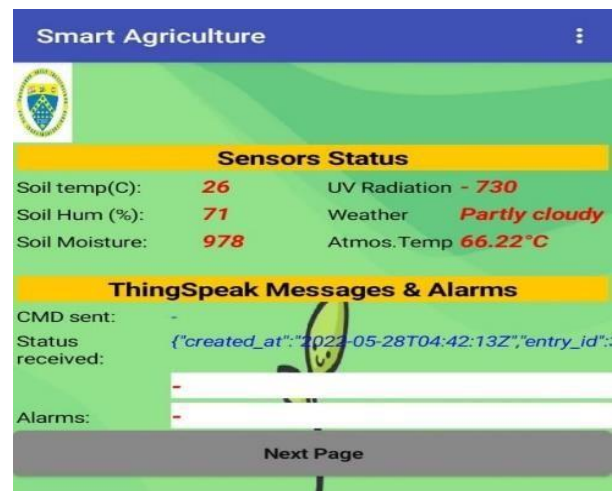 Smart Agriculture
Sensors Status
Soil temp(C): 26 UV Radiation - 730
Soil Hum (%): 71 Weather Partly cloudy
Soil Moisture: 978 Atmos.Temp 66.22°C
ThingSpeak Messages & Alarms
CMD sent: -
Status received: {"created_at":"2022-05-28T04:42:13Z","entry_id":
-
Alarms: -
Next Page